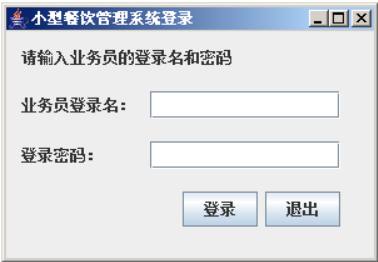 小型餐饮管理系统登录
请输入业务员的登录名和密码
业务员登录名：
登录密码：
登录 退出